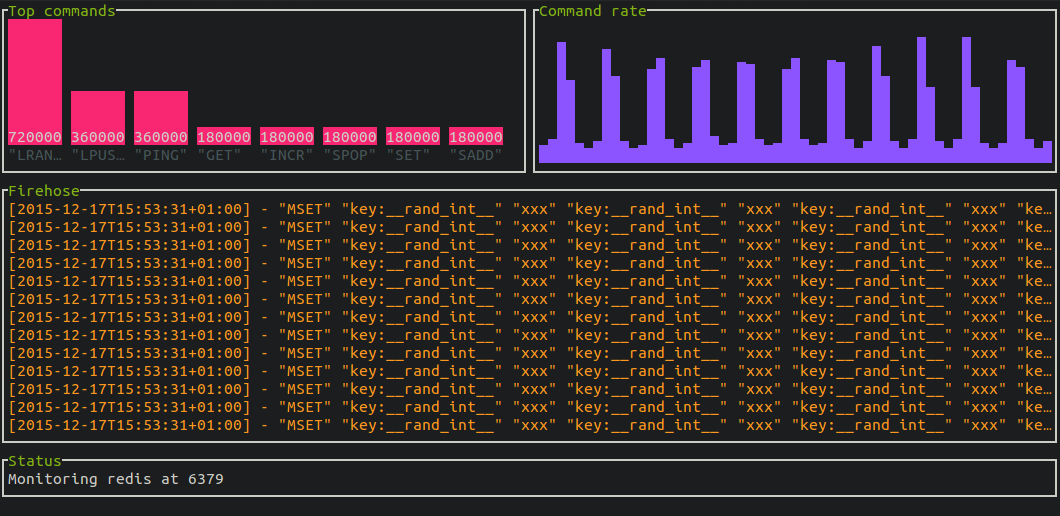 Top commands
720000 360000 360000 180000 180000 180000 180000 180000
"LRAN… "LPUS… "PING" "GET" "INCR" "SPOP" "SET" "SADD"
Command rate
Firehose
[2015-12-17T15:53:31+01:00] - "MSET" "key:__rand_int__" "xxx" "key:__rand_int__" "xxx" "key:__rand_int__" "xxx" "ke…
[2015-12-17T15:53:31+01:00] - "MSET" "key:__rand_int__" "xxx" "key:__rand_int__" "xxx" "key:__rand_int__" "xxx" "ke…
[2015-12-17T15:53:31+01:00] - "MSET" "key:__rand_int__" "xxx" "key:__rand_int__" "xxx" "key:__rand_int__" "xxx" "ke…
[2015-12-17T15:53:31+01:00] - "MSET" "key:__rand_int__" "xxx" "key:__rand_int__" "xxx" "key:__rand_int__" "xxx" "ke…
[2015-12-17T15:53:31+01:00] - "MSET" "key:__rand_int__" "xxx" "key:__rand_int__" "xxx" "key:__rand_int__" "xxx" "ke…
[2015-12-17T15:53:31+01:00] - "MSET" "key:__rand_int__" "xxx" "key:__rand_int__" "xxx" "key:__rand_int__" "xxx" "ke…
[2015-12-17T15:53:31+01:00] - "MSET" "key:__rand_int__" "xxx" "key:__rand_int__" "xxx" "key:__rand_int__" "xxx" "ke…
[2015-12-17T15:53:31+01:00] - "MSET" "key:__rand_int__" "xxx" "key:__rand_int__" "xxx" "key:__rand_int__" "xxx" "ke…
[2015-12-17T15:53:31+01:00] - "MSET" "key:__rand_int__" "xxx" "key:__rand_int__" "xxx" "key:__rand_int__" "xxx" "ke…
[2015-12-17T15:53:31+01:00] - "MSET" "key:__rand_int__" "xxx" "key:__rand_int__" "xxx" "key:__rand_int__" "xxx" "ke…
[2015-12-17T15:53:31+01:00] - "MSET" "key:__rand_int__" "xxx" "key:__rand_int__" "xxx" "key:__rand_int__" "xxx" "ke…
[2015-12-17T15:53:31+01:00] - "MSET" "key:__rand_int__" "xxx" "key:__rand_int__" "xxx" "key:__rand_int__" "xxx" "ke…
[2015-12-17T15:53:31+01:00] - "MSET" "key:__rand_int__" "xxx" "key:__rand_int__" "xxx" "key:__rand_int__" "xxx" "ke…
Status
Monitoring redis at 6379